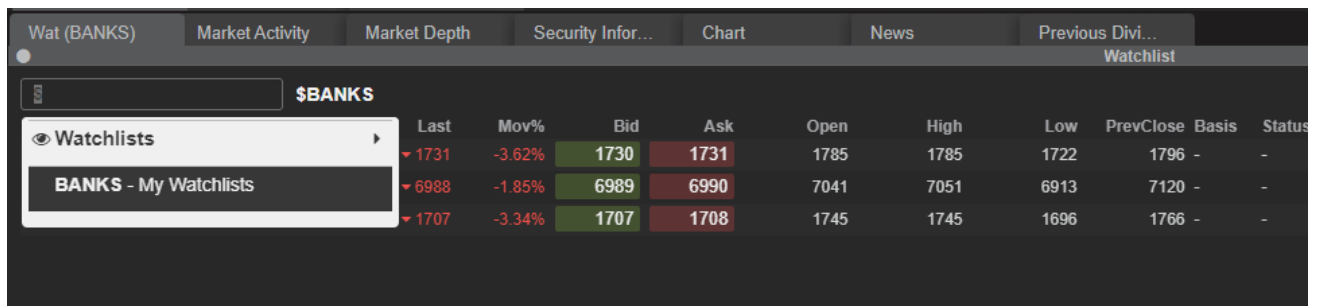 Wat (BANKS) Market Activity Market Depth Security Infor... Chart News Previous Divi...
Watchlist
$ $BANKS
Watchlists
BANKS - My Watchlists
Last Mov% Bid Ask Open High Low PrevClose Basis Status
1731 -3.62% 1730 1731 1785 1785 1722 1796 - -
6988 -1.85% 6989 6990 7041 7051 6913 7120 - -
1707 -3.34% 1707 1708 1745 1745 1696 1766 - -